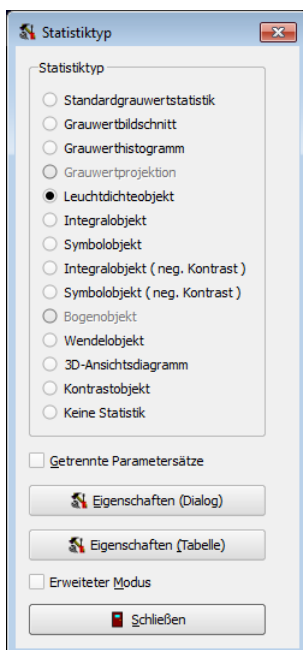 Statistiktyp
Statistiktyp
Standardgrauwertstatistik
Grauwertbildschnitt
Grauwerthistogramm
Grauwertprojektion
Leuchtdichteobjekt
Integralobjekt
Symbolobjekt
Integralobjekt ( neg. Kontrast )
Symbolobjekt ( neg. Kontrast )
Bogenobjekt
Wendelobjekt
3D-Ansichtsdiagramm
Kontrastobjekt
Keine Statistik
Getrennte Parametersätze
Eigenschaften (Dialog)
Eigenschaften (Tabelle)
Erweiteter Modus
Schließen